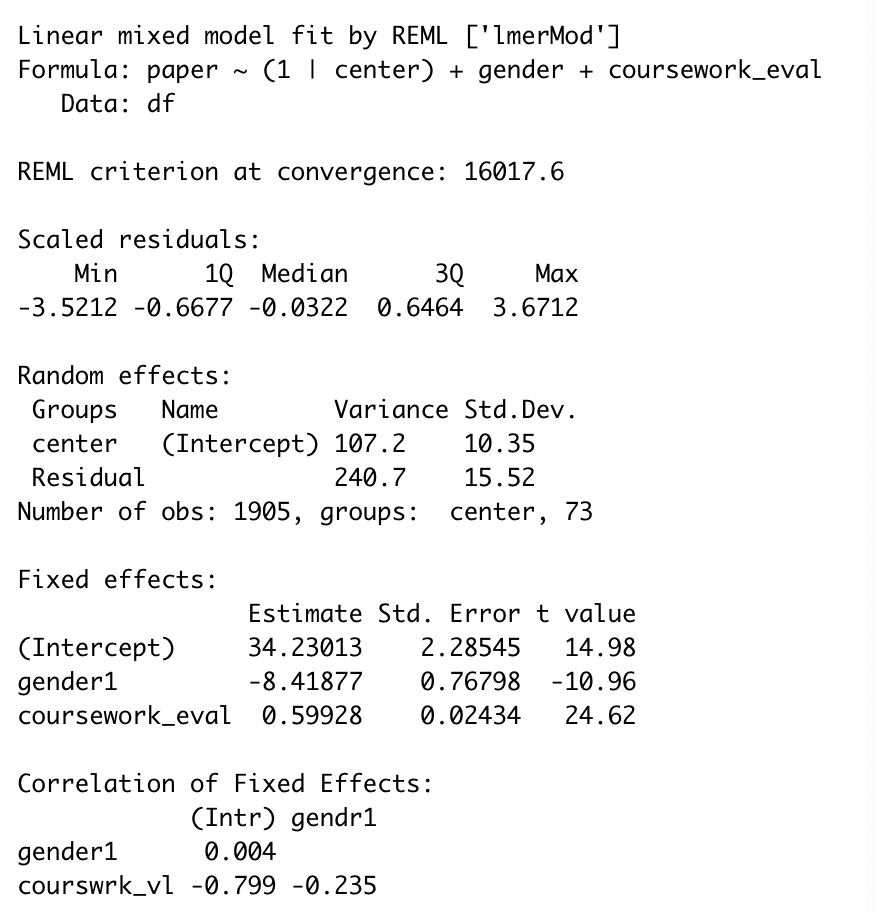 Linear mixed model fit by REML ['lmerMod']
Formula: paper ~ (1 | center) + gender + coursework_eval
   Data: df

REML criterion at convergence: 16017.6

Scaled residuals:
    Min      1Q  Median      3Q     Max
-3.5212 -0.6677 -0.0322  0.6464  3.6712

Random effects:
 Groups   Name        Variance Std.Dev.
 center   (Intercept) 107.2    10.35
 Residual             240.7    15.52
Number of obs: 1905, groups:  center, 73

Fixed effects:
                Estimate Std. Error t value
(Intercept)     34.23013    2.28545   14.98
gender1         -8.41877    0.76798  -10.96
coursework_eval  0.59928    0.02434   24.62

Correlation of Fixed Effects:
            (Intr) gendr1
gender1      0.004
courswrk_vl -0.799 -0.235